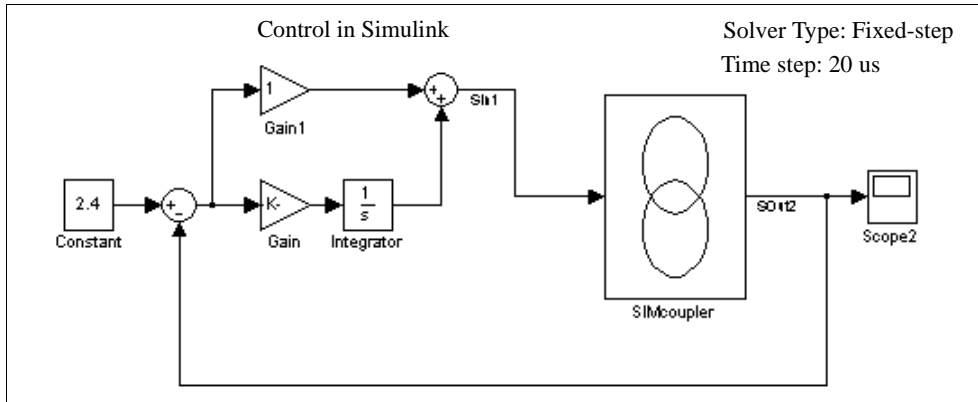 Control in Simulink
Solver Type: Fixed-step
Time step: 20 us
1
Gain1
SIn1
2.4
Constant
K-
Gain
1
s
Integrator
SIMcoupler
SOut2
Scope2